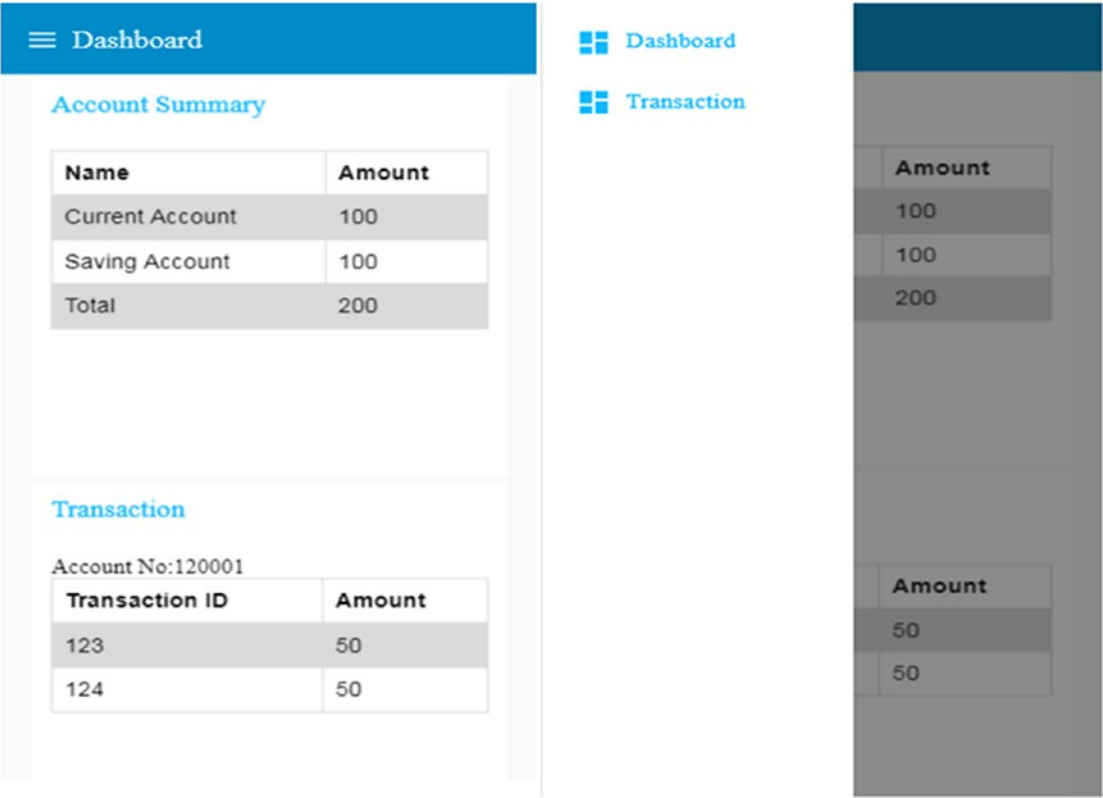 Dashboard
Account Summary
Name Amount
Current Account 100
Saving Account 100
Total 200
Transaction
Account No:120001
Transaction ID Amount
123 50
124 50
Dashboard
Transaction
Amount
100
100
200
Amount
50
50